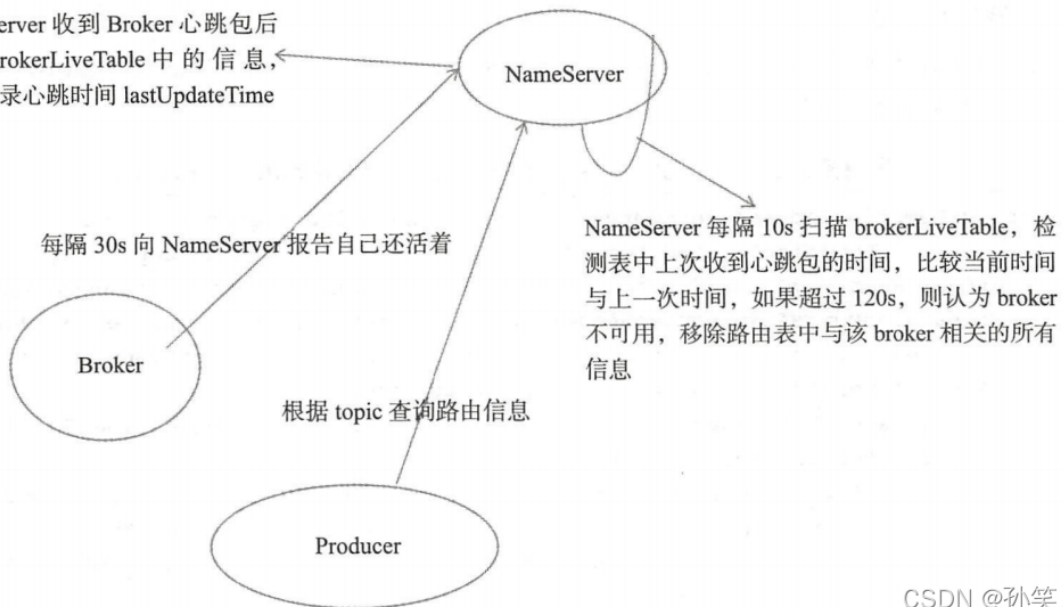 erver 收到 Broker 心跳包后
rokerLiveTable 中 的 信 息,
录心跳时间 lastUpdateTime
NameServer
每隔 30s 向 NameServer 报告自己还活着
NameServer 每隔 10s 扫描 brokerLiveTable，检
测表中上次收到心跳包的时间，比较当前时间
与上一次时间，如果超过 120s，则认为 broker
不可用，移除路由表中与该 broker 相关的所有
信息
Broker
根据 topic 查询路由信息
Producer
CSDN @孙笑